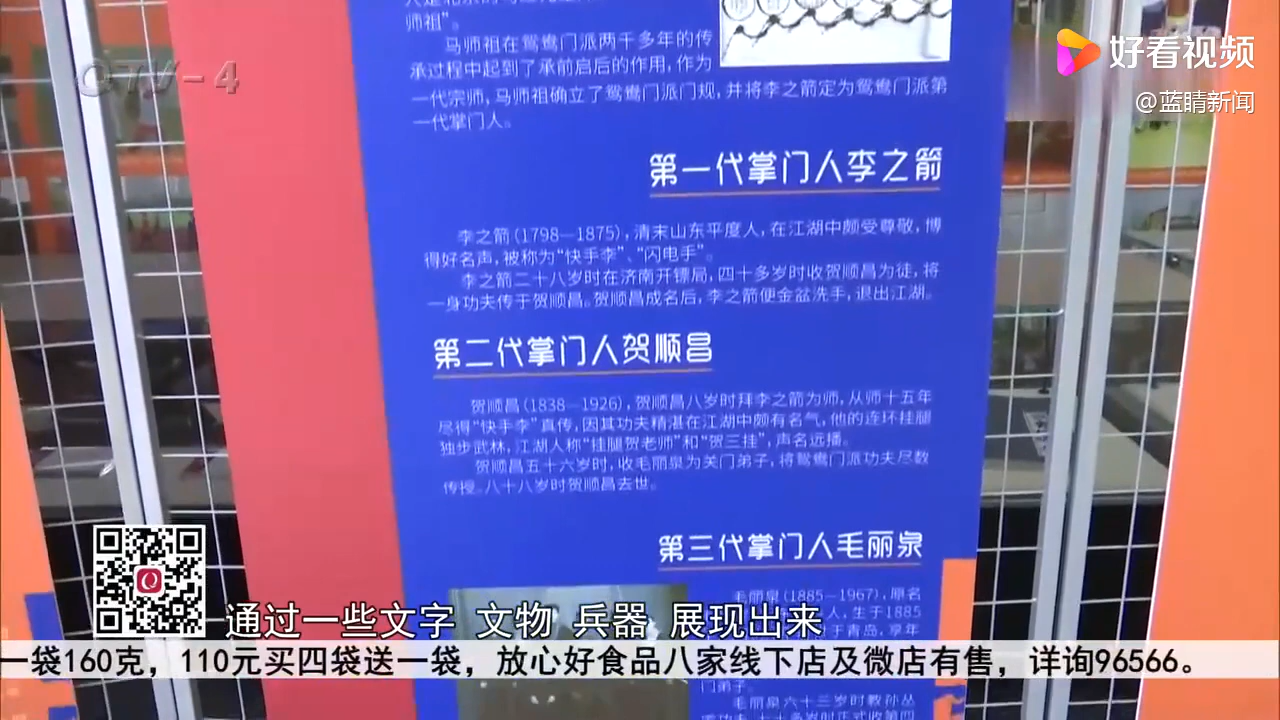 师祖”。
马师祖在鸳鸯门派两千多年的传
承过程中起到了承前启后的作用,作为
一代宗师,马师祖确立了鸳鸯门派门规,并将李之箭定为鸳鸯门派第
一代掌门人。
QTV-4
好看视频
@蓝睛新闻
第一代掌门人李之箭
李之箭(1798—1875),清末山东平度人,在江湖中颇受尊敬,博
得好名声,被称为“快手李”、“闪电手”。
李之箭二十八岁时在济南开镖局,四十多岁时收贺顺昌为徒,将
一身功夫传于贺顺昌。贺顺昌成名后,李之箭便金盆洗手,退出江湖。
第二代掌门人贺顺昌
贺顺昌(1838—1926),贺顺昌八岁时拜李之箭为师,从师十五年
尽得“快手李”真传,因其功夫精湛在江湖中颇有名气,他的连环挂腿
独步武林,江湖人称“挂腿贺老师”和“贺三挂”,声名远播。
贺顺昌五十六岁时,收毛丽泉为关门弟子,将鸳鸯门派功夫尽数
传授。八十八岁时贺顺昌去世。
第三代掌门人毛丽泉
毛丽泉(1885—1967),原名
人,生于1885
于青岛,享年
通过一些文字 文物 兵器 展现出来
一袋160克，110元买四袋送一袋，放心好食品八家线下店及微店有售，详询96566。
门弟子。
毛丽泉六十三岁时教孙丛